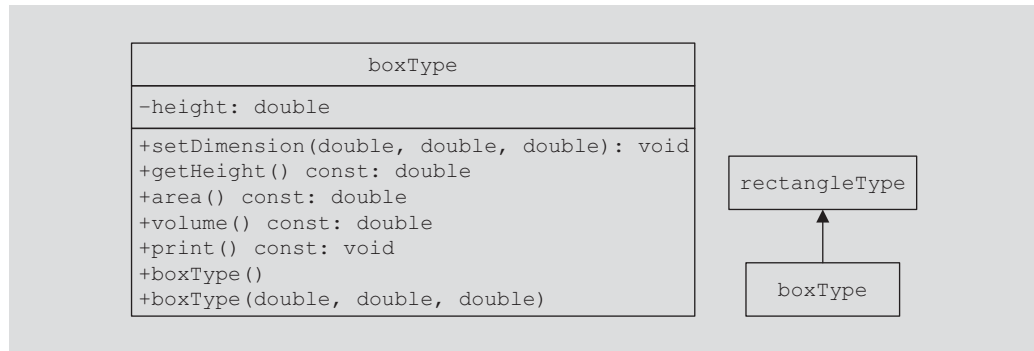 boxType
-height: double
+setDimension(double, double, double): void
+getHeight() const: double
+area() const: double
+volume() const: double
+print() const: void
+boxType()
+boxType(double, double, double)
rectangleType
boxType